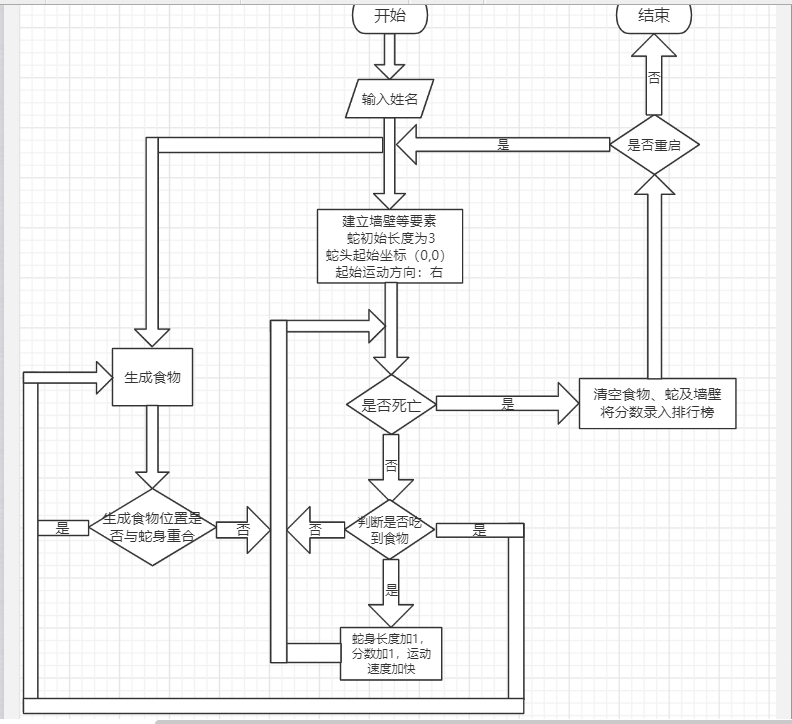 开始
结束
否
输入姓名
是
是否重启
建立墙壁等要素
蛇初始长度为3
蛇头起始坐标（0,0）
起始运动方向：右
生成食物
是否死亡
是
清空食物、蛇及墙壁
将分数录入排行榜
否
是
生成食物位置是
否与蛇身重合
否
否
判断是否吃
到食物
是
是
蛇身长度加1，
分数加1，运动
速度加快